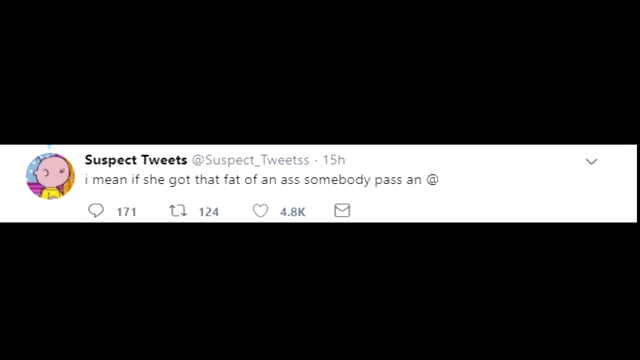 Suspect Tweets @Suspect_Tweetss · 15h
i mean if she got that fat of an ass somebody pass an @
171 124 4.8K